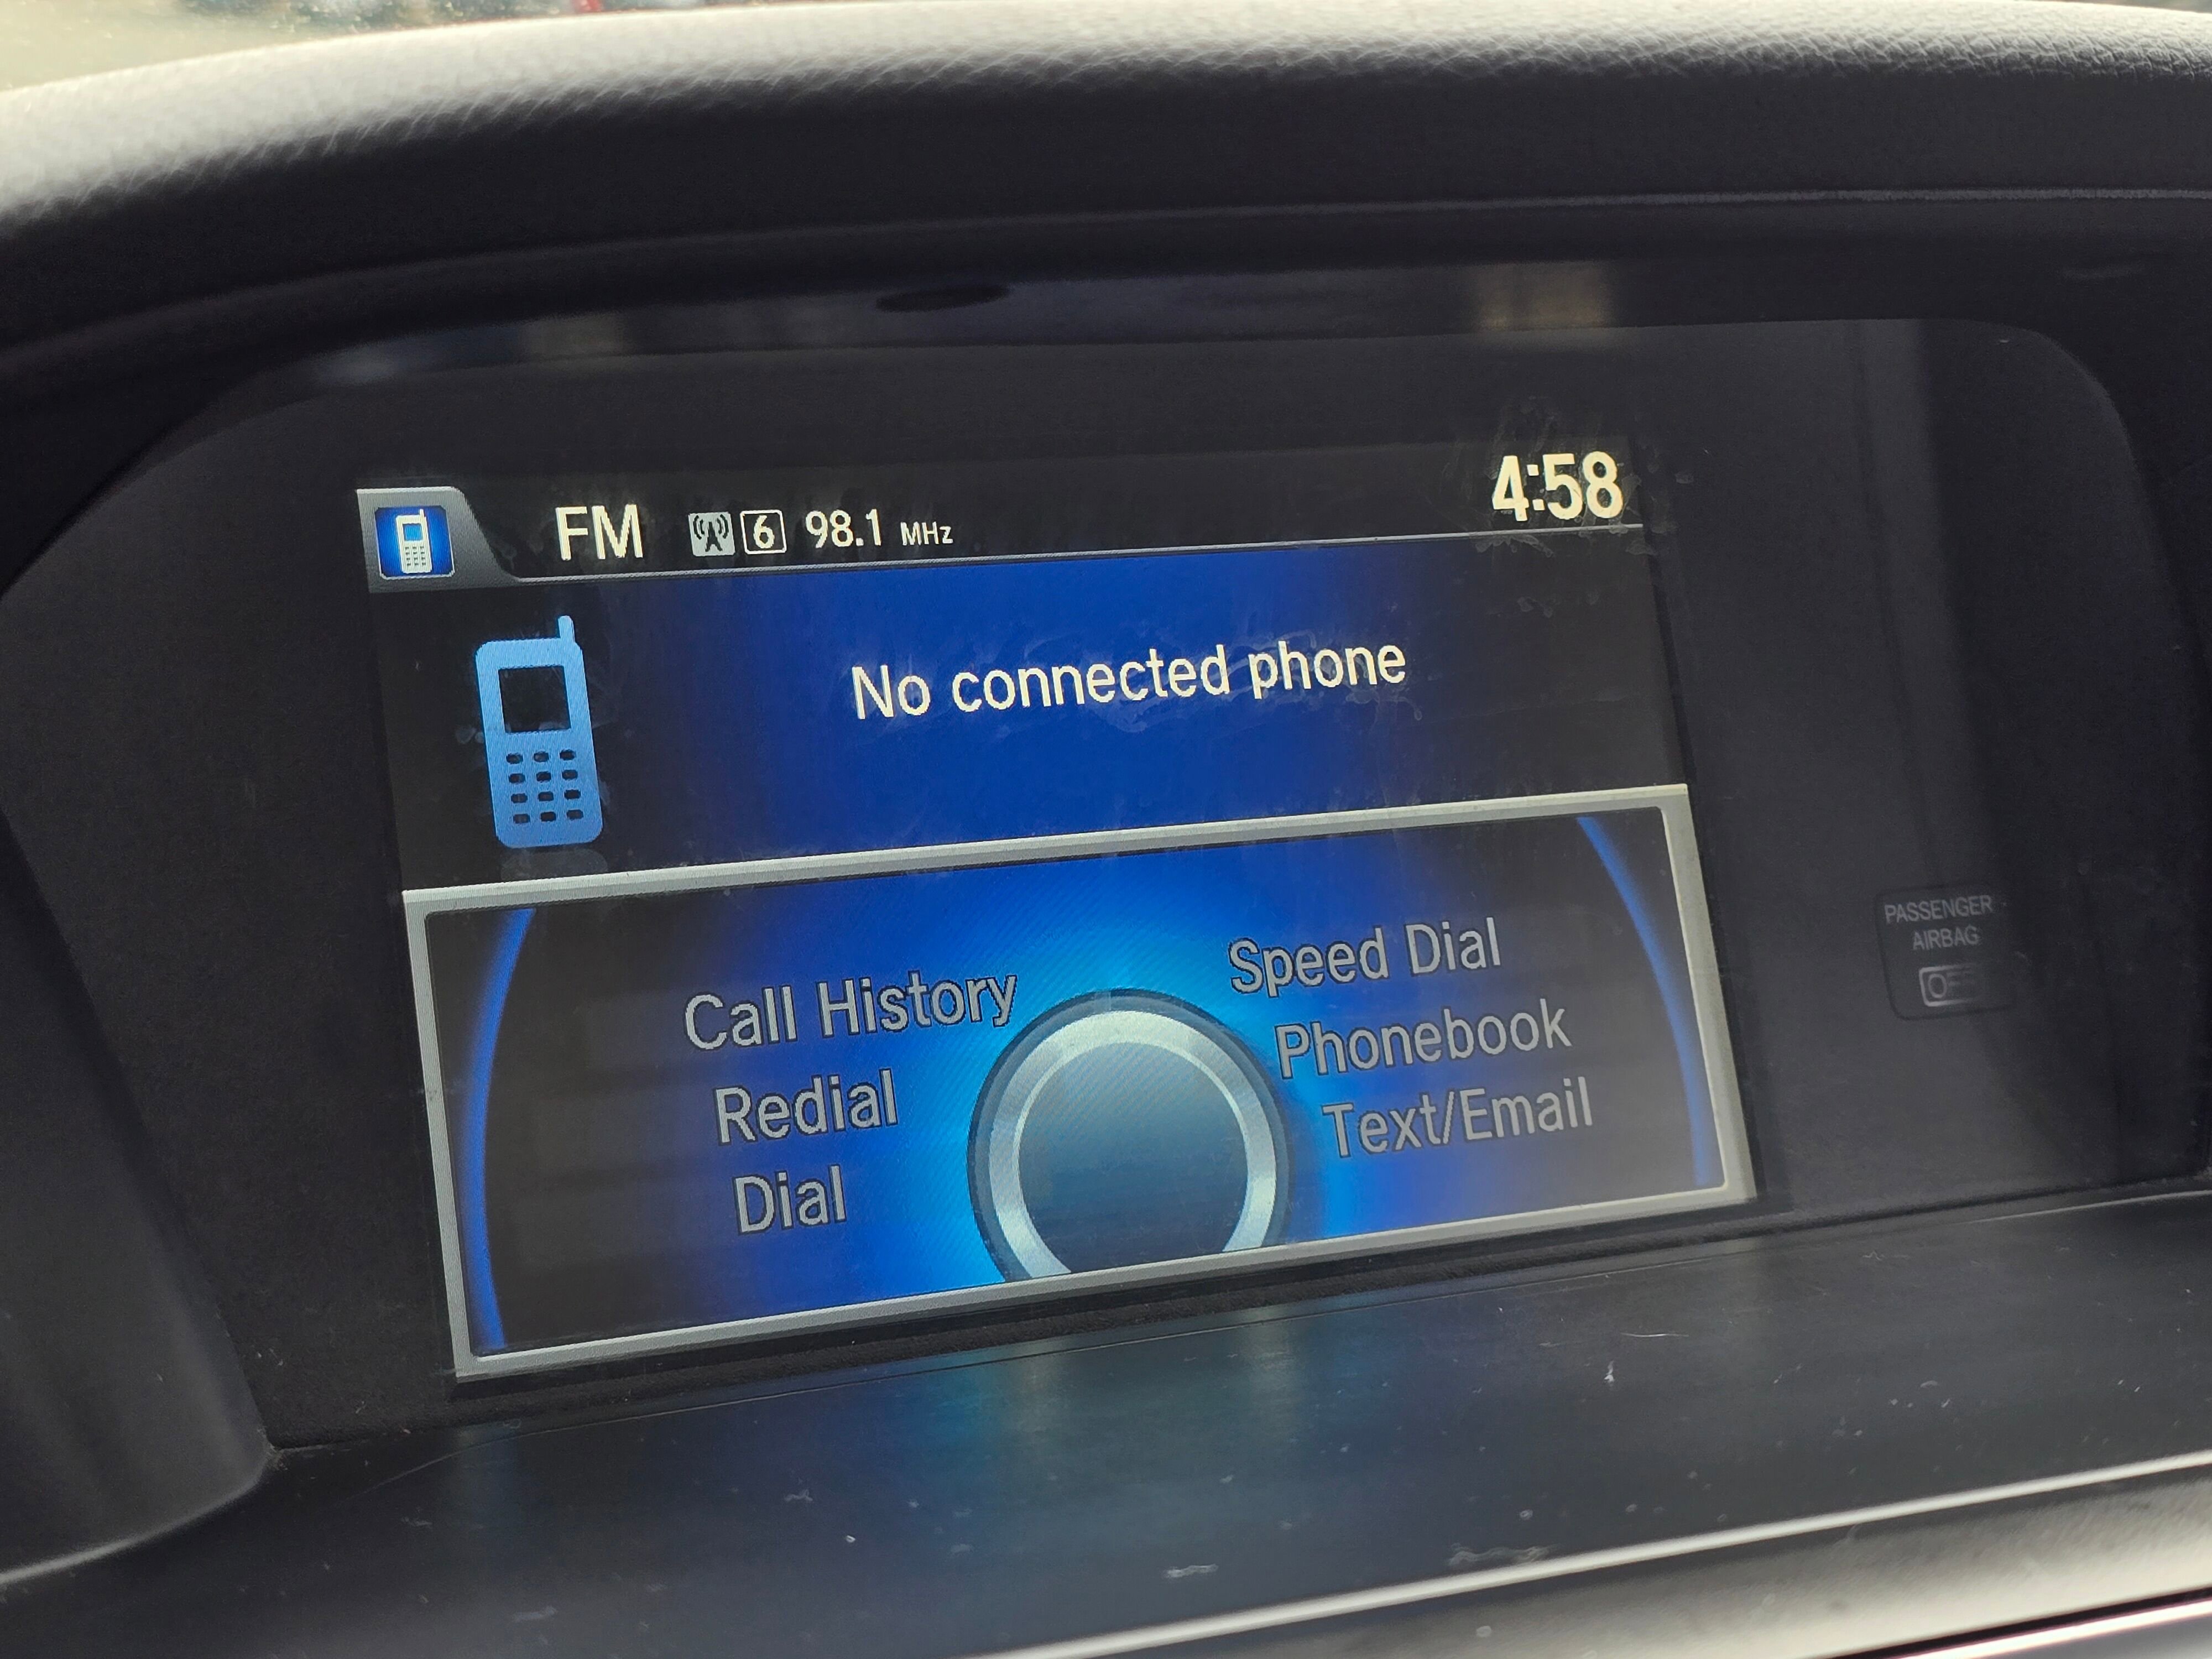 FM 6 98.1 MHz 4:58
No connected phone
Call History
Redial
Dial
Speed Dial
Phonebook
Text/Email
PASSENGER
AIRBAG
OFF